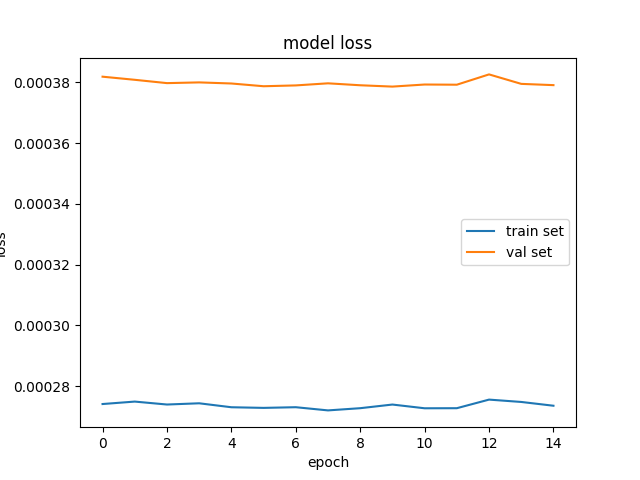 model loss
0.00038
0.00036
0.00034
0.00032
0.00030
0.00028
loss
train set
val set
0 2 4 6 8 10 12 14
epoch